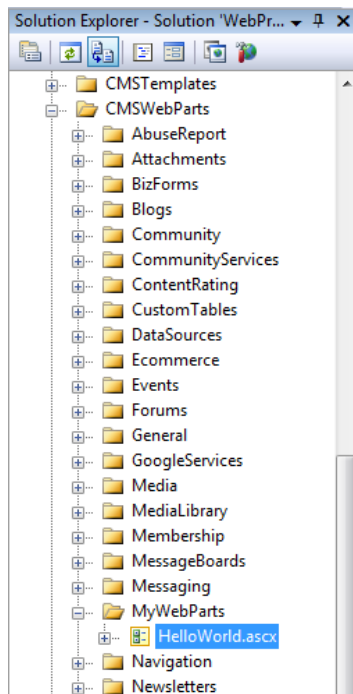 Solution Explorer - Solution 'WebPr...
CMSTemplates
CMSWebParts
AbuseReport
Attachments
BizForms
Blogs
Community
CommunityServices
ContentRating
CustomTables
DataSources
Ecommerce
Events
Forums
General
GoogleServices
Media
MediaLibrary
Membership
MessageBoards
Messaging
MyWebParts
HelloWorld.ascx
Navigation
Newsletters